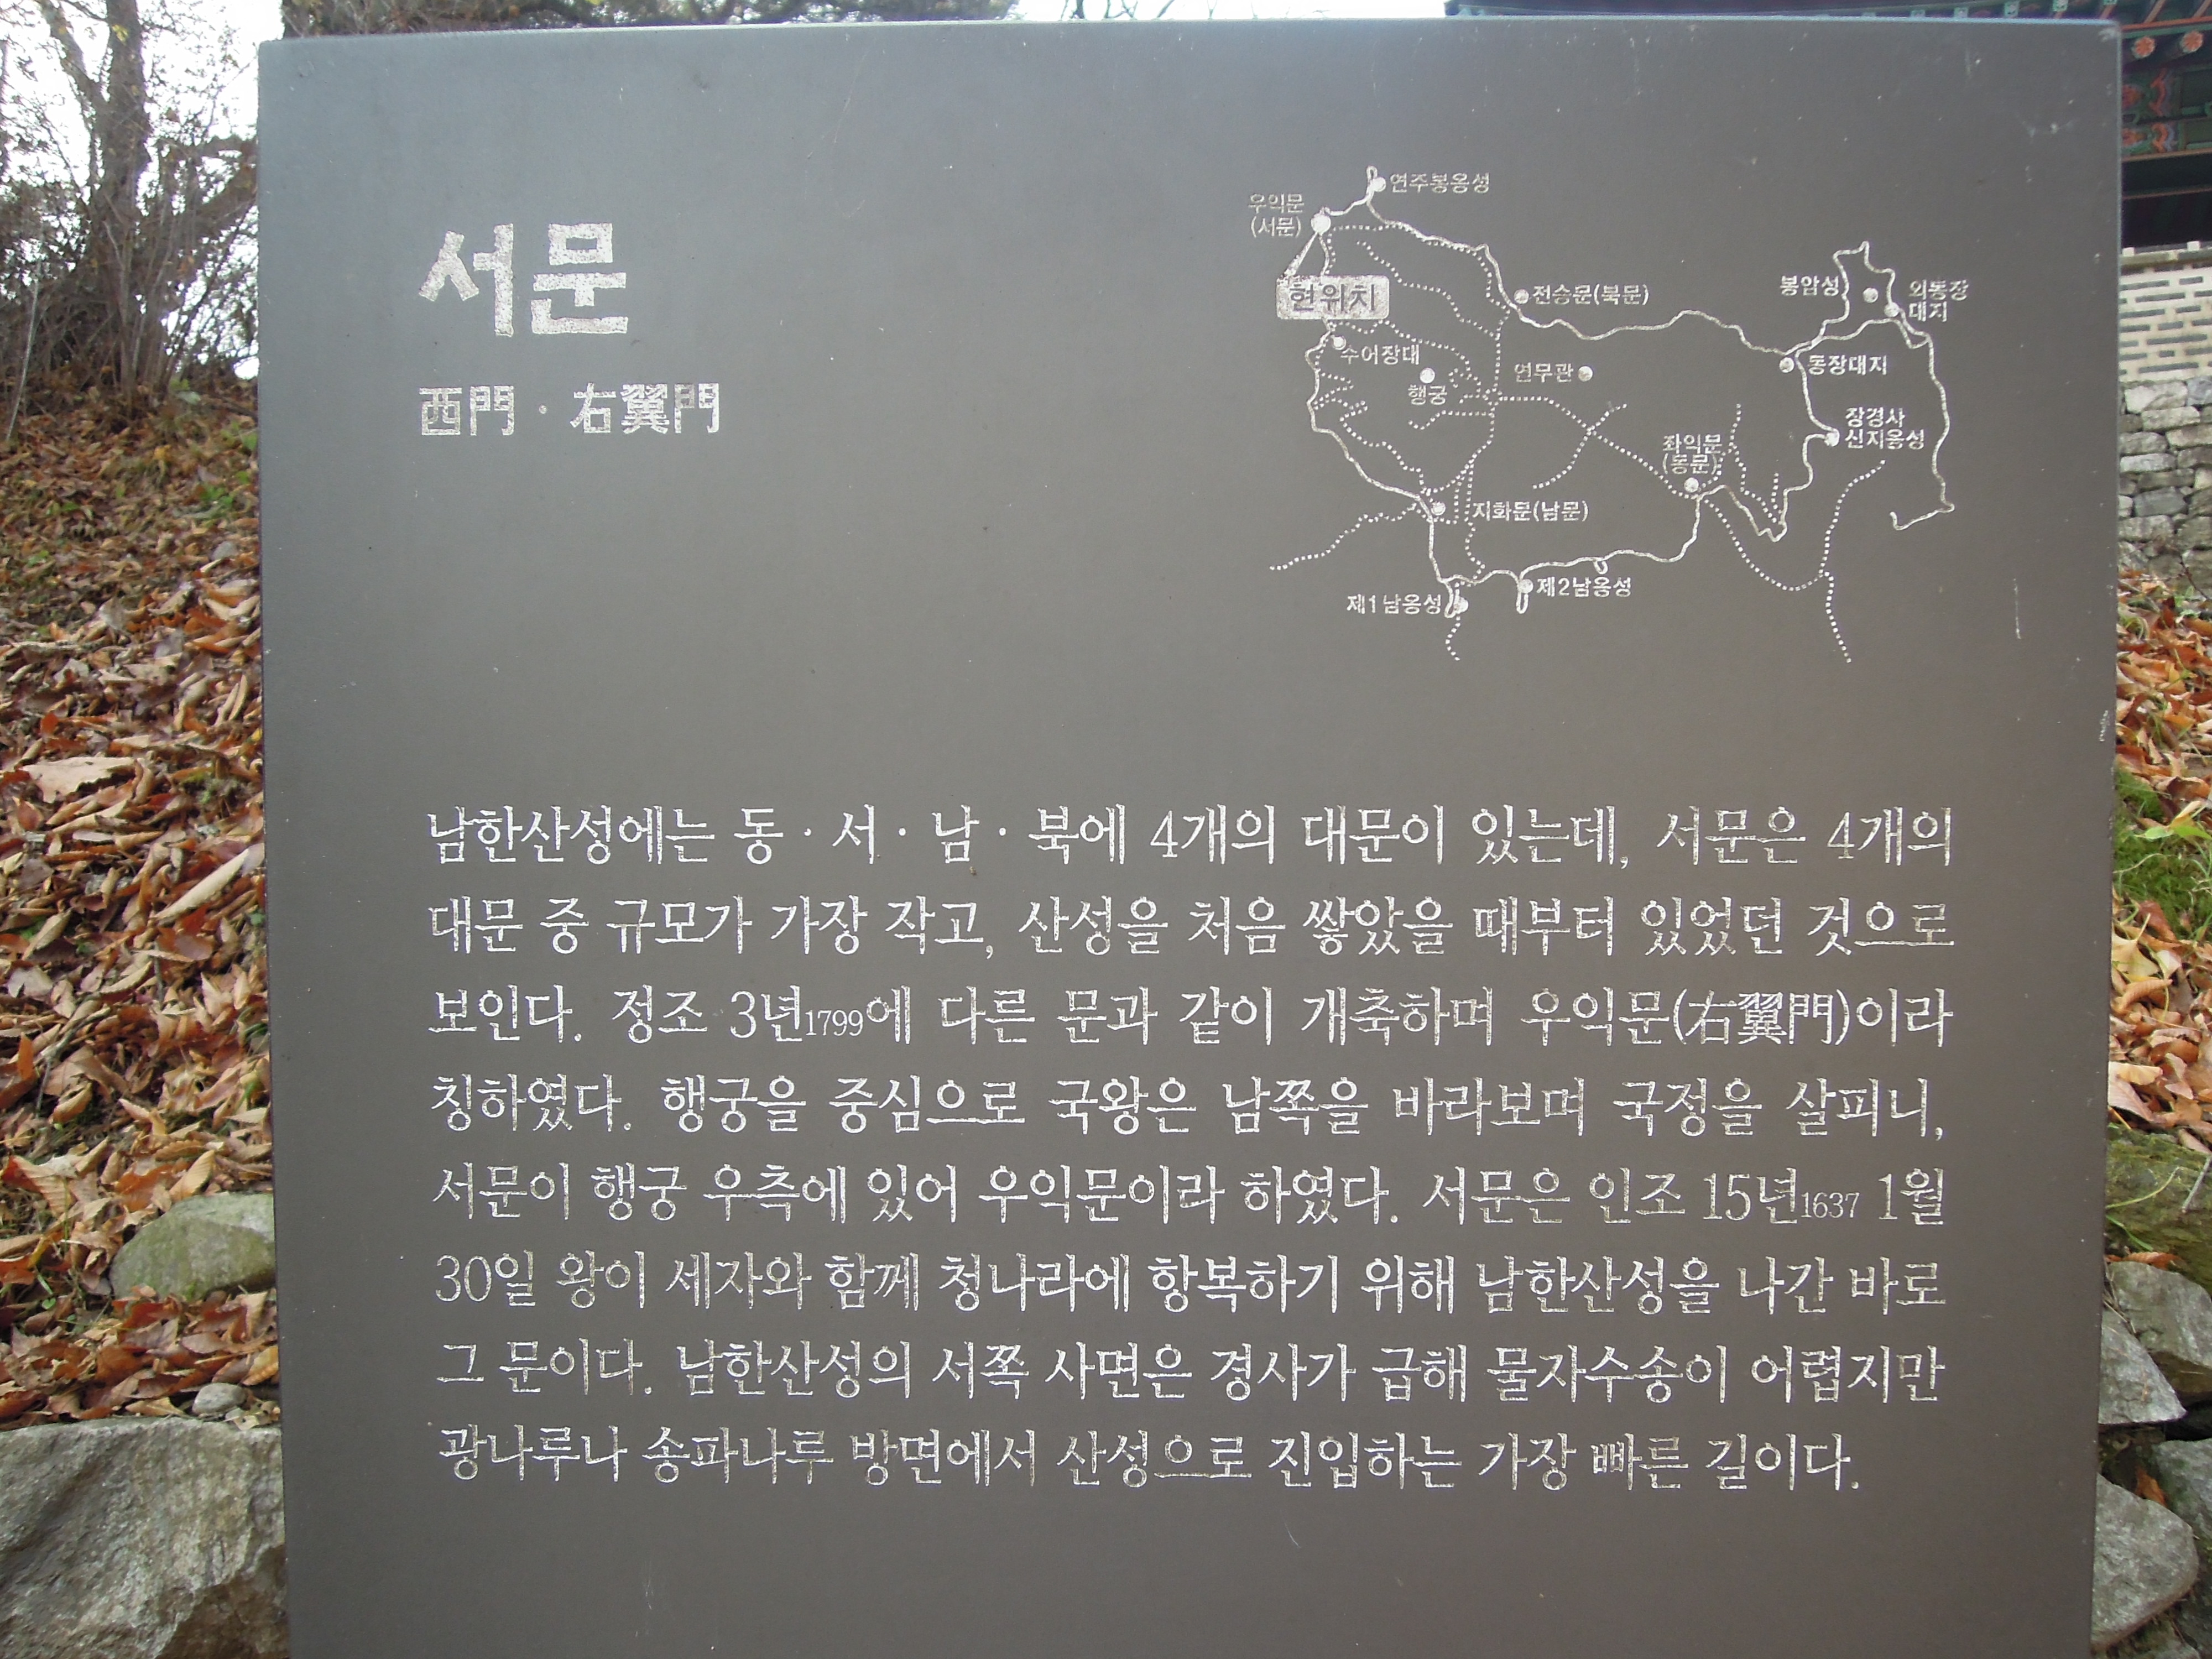 서문
西門 · 右翼門
연주봉옹성
우익문
(서문)
현위치
전승문(북문)
봉암성
외동장
대지
수어장대
행궁
연무관
동장대지
장경사
신지옹성
좌익문
(동문)
지화문(남문)
제1남옹성
제2남옹성
남한산성에는 동 · 서 · 남 · 북에 4개의 대문이 있는데, 서문은 4개의
대문 중 규모가 가장 작고, 산성을 처음 쌓았을 때부터 있었던 것으로
보인다. 정조 3년1799에 다른 문과 같이 개축하며 우익문(右翼門)이라
칭하였다. 행궁을 중심으로 국왕은 남쪽을 바라보며 국정을 살피니,
서문이 행궁 우측에 있어 우익문이라 하였다. 서문은 인조 15년1637 1월
30일 왕이 세자와 함께 청나라에 항복하기 위해 남한산성을 나간 바로
그 문이다. 남한산성의 서쪽 사면은 경사가 급해 물자수송이 어렵지만
광나루나 송파나루 방면에서 산성으로 진입하는 가장 빠른 길이다.